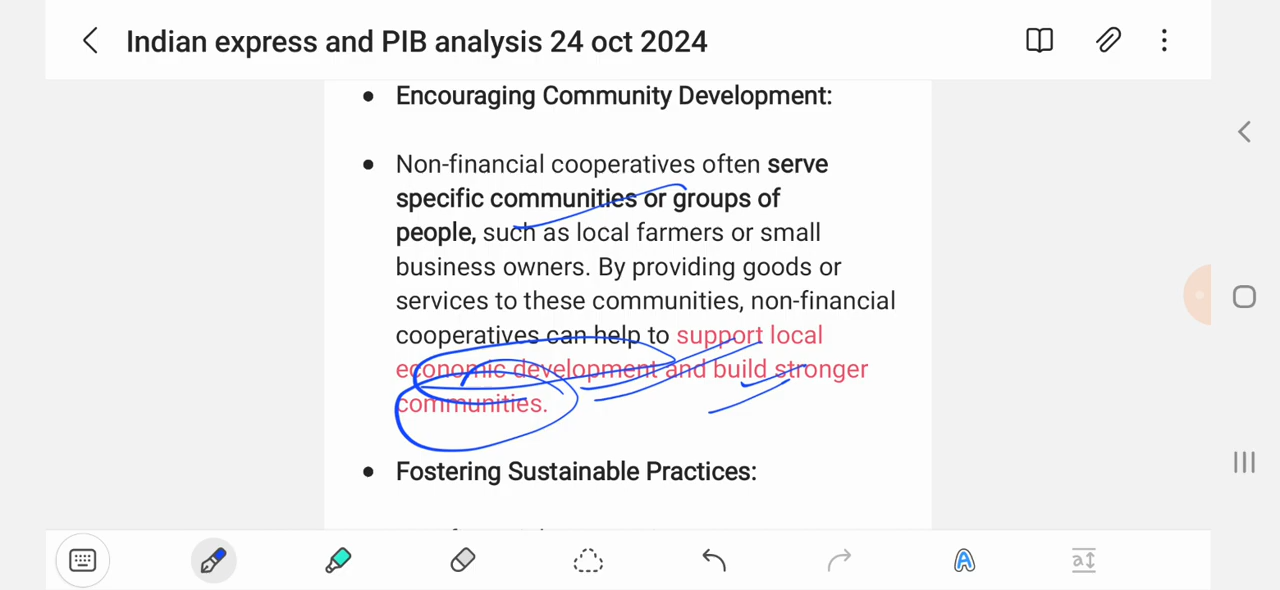 Indian express and PIB analysis 24 oct 2024
Encouraging Community Development:
Non-financial cooperatives often serve
specific communities or groups of
people, such as local farmers or small
business owners. By providing goods or
services to these communities, non-financial
cooperatives can help to support local
economic development and build stronger
communities.
Fostering Sustainable Practices: